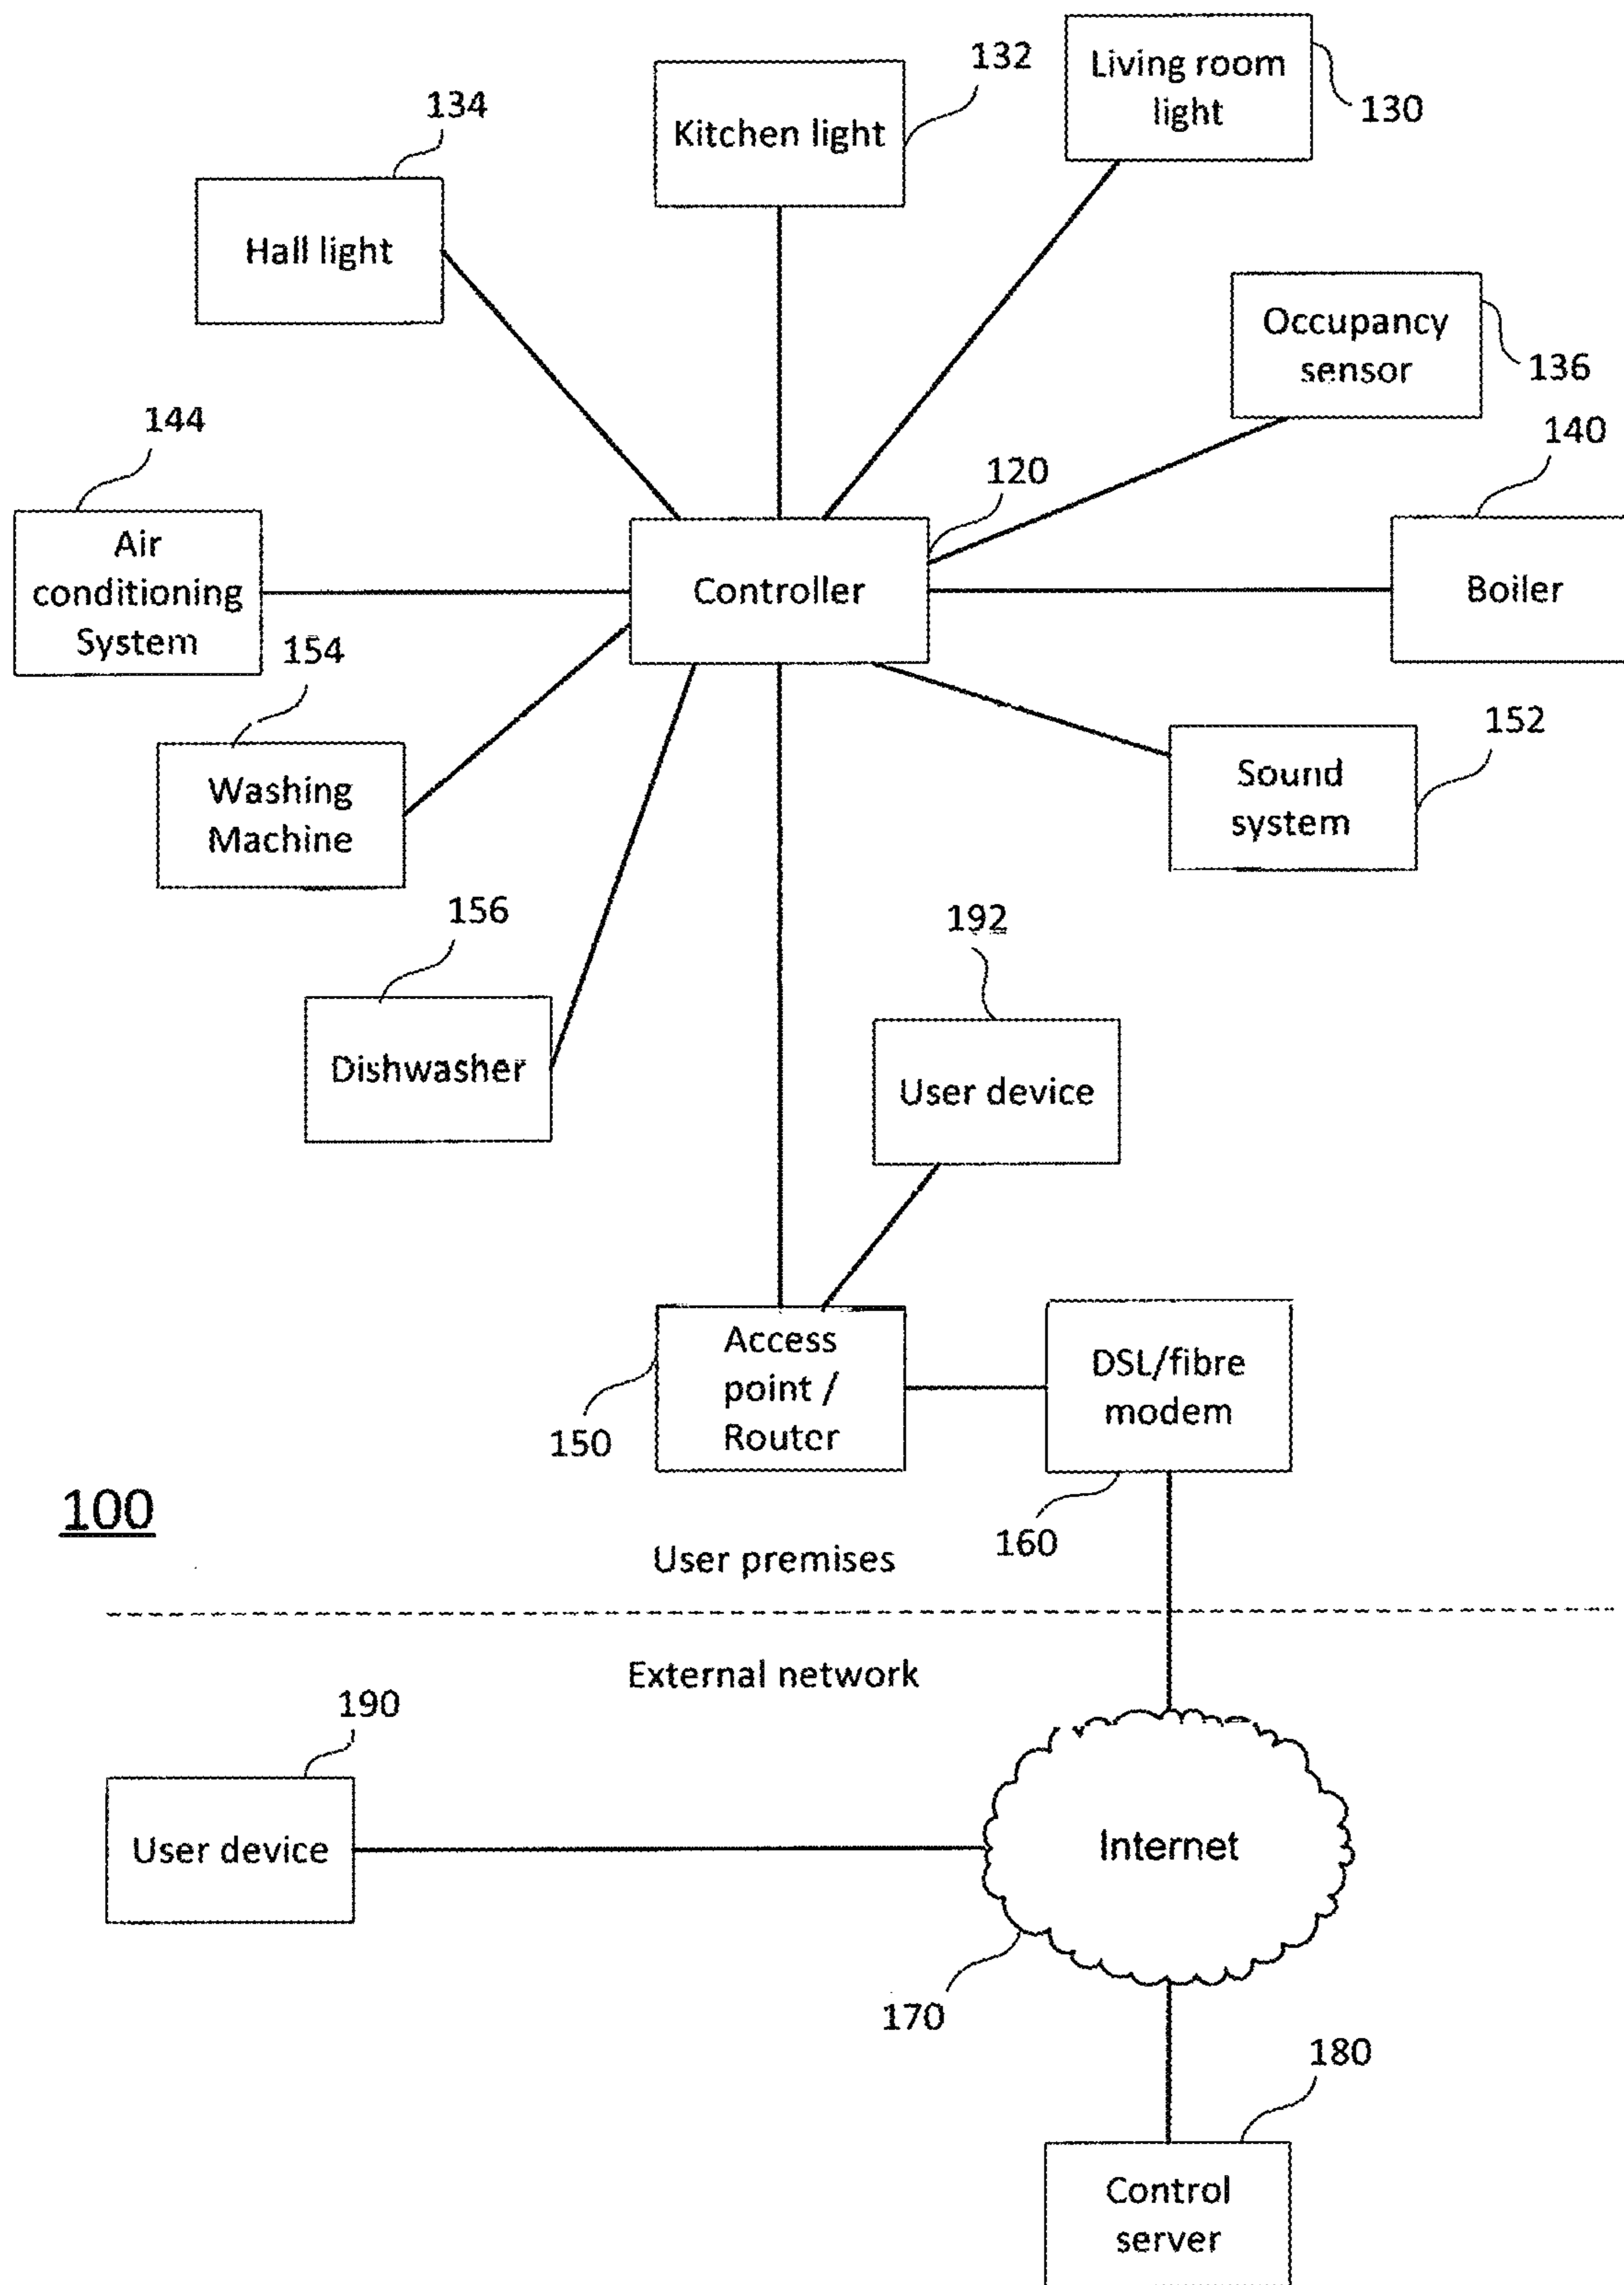 132
Living room
light
130
134
Kitchen light
Hall light
Occupancy
sensor
136
144
140
120
Air
conditioning
System
Controller
Boiler
154
152
Washing
Machine
Sound
system
156
192
Dishwasher
User device
Access
point /
Router
DSL/fibre
modem
150
100
160
User premises
External network
190
User device
Internet
170
180
Control
server